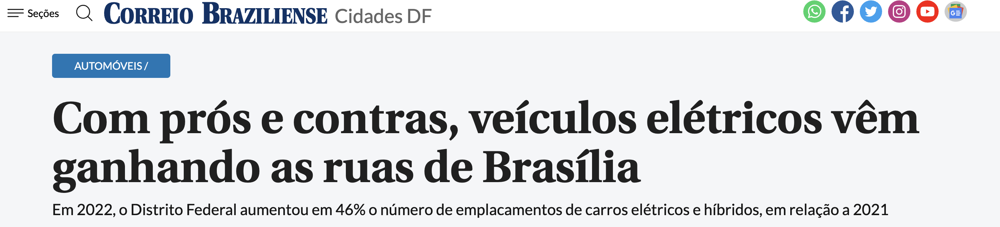 Seções
CORREIO BRAZILIENSE Cidades DF
GE
AUTOMÓVEIS /
Com prós e contras, veículos elétricos vêm
ganhando as ruas de Brasília
Em 2022, o Distrito Federal aumentou em 46% o número de emplacamentos de carros elétricos e híbridos, em relação a 2021